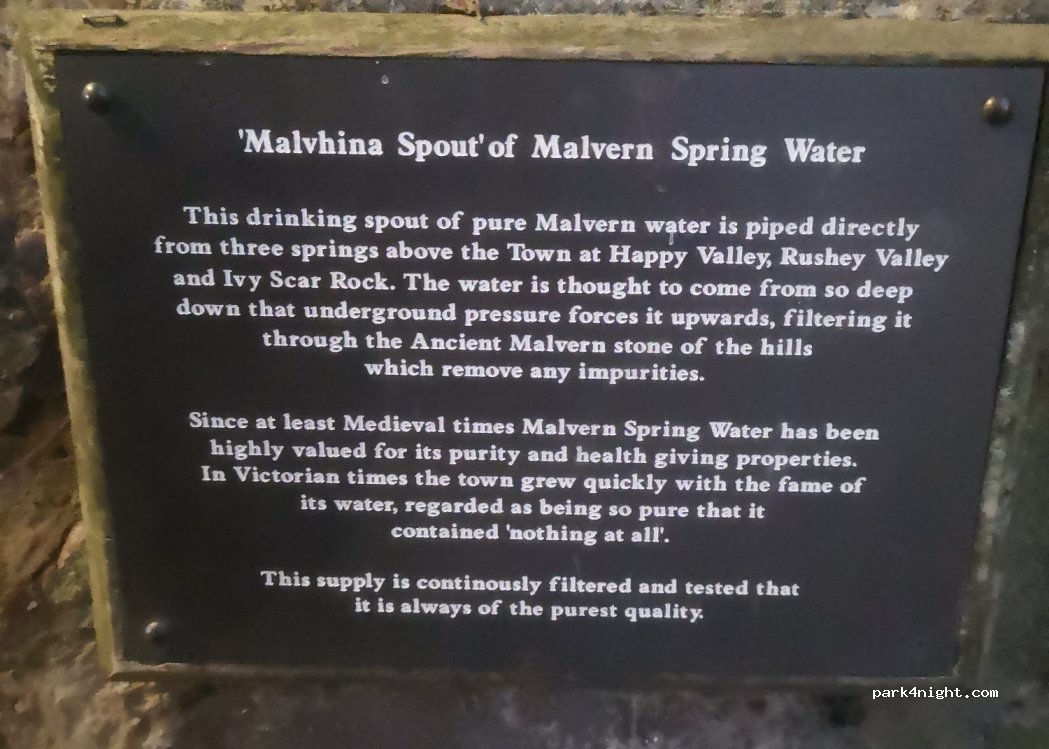 'Malvhina Spout' of Malvern Spring Water
This drinking spout of pure Malvern water is piped directly
from three springs above the Town at Happy Valley, Rushey Valley
and Ivy Scar Rock. The water is thought to come from so deep
down that underground pressure forces it upwards, filtering it
through the Ancient Malvern stone of the hills
which remove any impurities.
Since at least Medieval times Malvern Spring Water has been
highly valued for its purity and health giving properties.
In Victorian times the town grew quickly with the fame of
its water, regarded as being so pure that it
contained 'nothing at all'.
This supply is continously filtered and tested that
it is always of the purest quality.
park4night.com